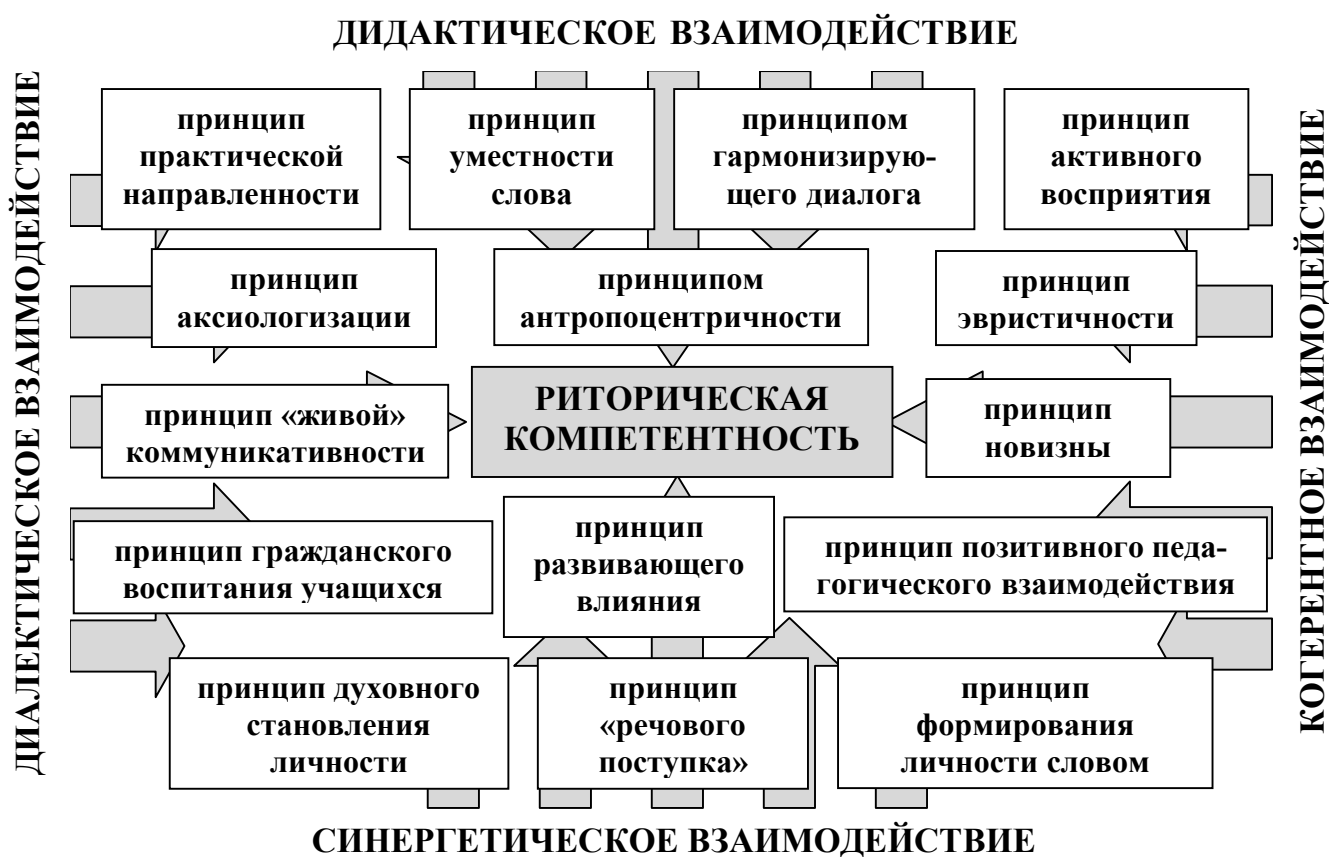 ДИДАКТИЧЕСКОЕ ВЗАИМОДЕЙСТВИЕ
ДИАЛЕКТИЧЕСКОЕ ВЗАИМОДЕЙСТВИЕ
принцип
практической
направленности
принцип
уместности
слова
принципом
гармонизирую-
щего диалога
принцип
активного
восприятия
принцип
аксиологизации
принципом
антропоцентричности
принцип
эвристичности
принцип «живой»
коммуникативности
РИТОРИЧЕСКАЯ
КОМПЕТЕНТНОСТЬ
принцип
новизны
принцип гражданского
воспитания учащихся
принцип
развивающего
влияния
принцип позитивного педа-
гогического взаимодействия
принцип духовного
становления
личности
принцип
«речового
поступка»
принцип
формирования
личности словом
КОГЕРЕНТНОЕ ВЗАИМОДЕЙСТВИЕ
СИНЕРГЕТИЧЕСКОЕ ВЗАИМОДЕЙСТВИЕ